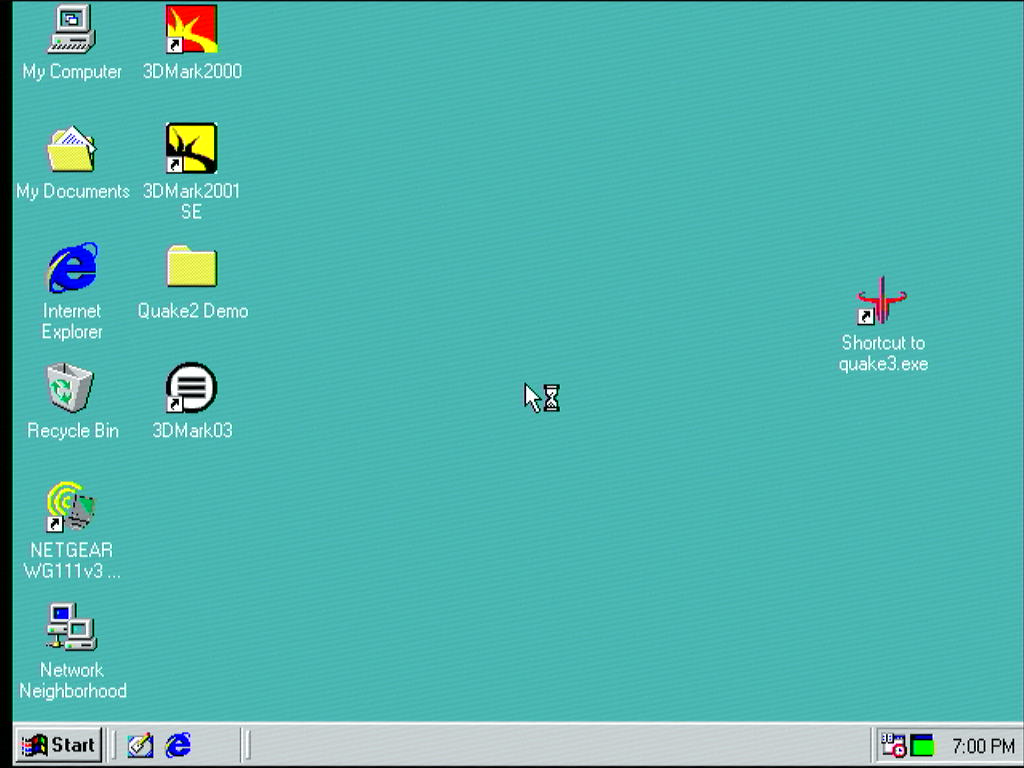 My Computer
3DMark2000
My Documents
3DMark2001
SE
Internet
Explorer
Quake2 Demo
Shortcut to
quake3.exe
Recycle Bin
3DMark03
NETGEAR
WG111v3 ...
Network
Neighborhood
Start
7:00 PM